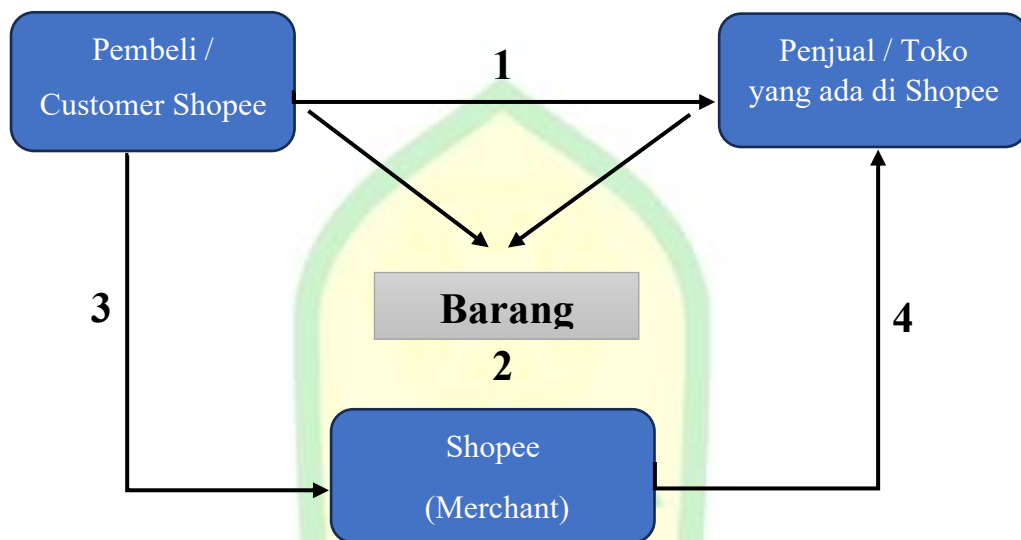 Pembeli /
Customer Shopee
1
Penjual / Toko
yang ada di Shopee
3
Barang
4
2
Shopee
(Merchant)